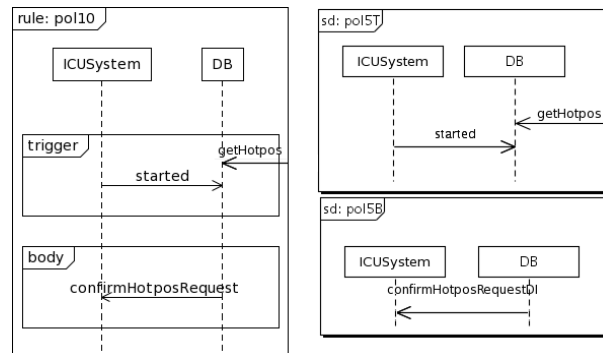 rule: pol10
ICUSystem
DB
trigger
getHotpos
started
body
confirmHotposRequest
sd: pol5T
ICUSystem
DB
getHotpos
started
sd: pol5B
ICUSystem
DB
confirmHotposRequestDI